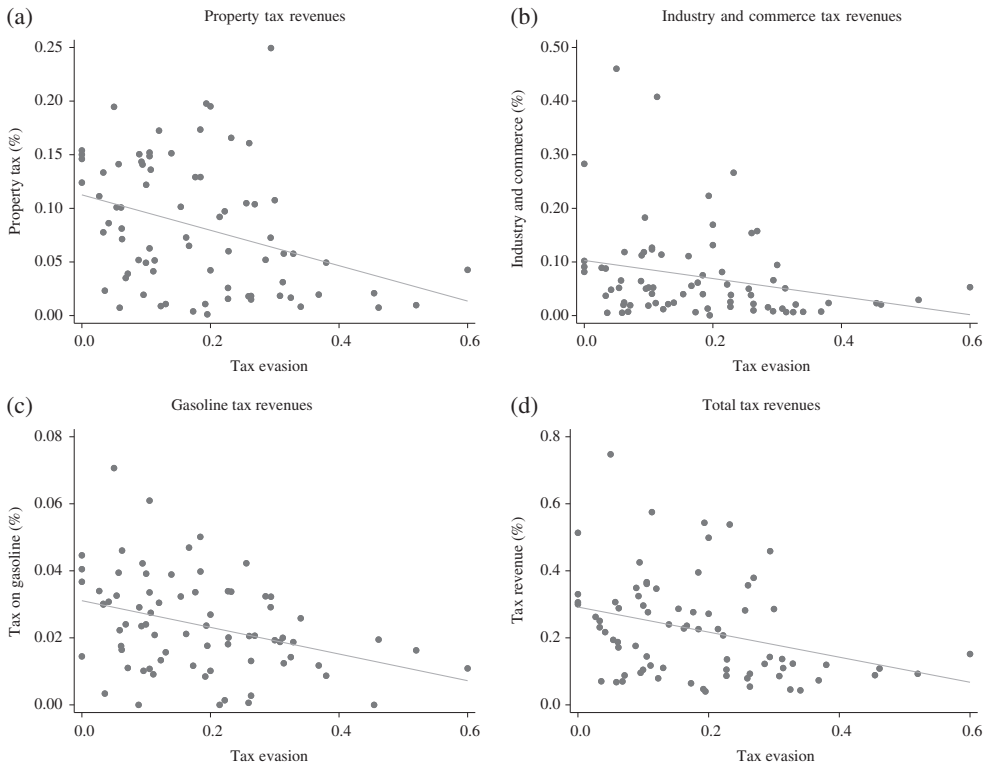 (a) Property tax revenues
0.25
0.20
0.15
0.10
0.05
0.00
Property tax (%)
0.0 0.2 0.4 0.6
Tax evasion
(b) Industry and commerce tax revenues
0.50
0.40
0.30
0.20
0.10
0.00
Industry and commerce (%)
0.0 0.2 0.4 0.6
Tax evasion
(c) Gasoline tax revenues
0.08
0.06
0.04
0.02
0.00
Tax on gasoline (%)
0.0 0.2 0.4 0.6
Tax evasion
(d) Total tax revenues
0.8
0.6
0.4
0.2
0.0
Tax revenue (%)
0.0 0.2 0.4 0.6
Tax evasion